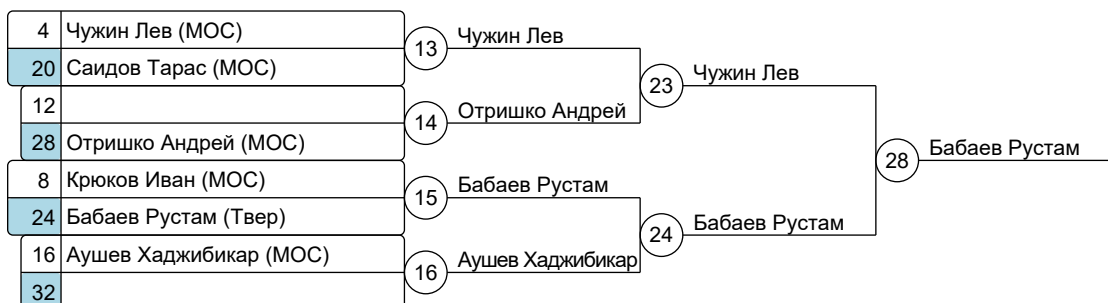 4 Чужин Лев (МОС)
20 Саидов Тарас (МОС)
12
28 Отришко Андрей (МОС)
8 Крюков Иван (МОС)
24 Бабаев Рустам (Твер)
16 Аушев Хаджибикар (МОС)
32
13 Чужин Лев
14 Отришко Андрей
15 Бабаев Рустам
16 Аушев Хаджибикар
23 Чужин Лев
24 Бабаев Рустам
28 Бабаев Рустам